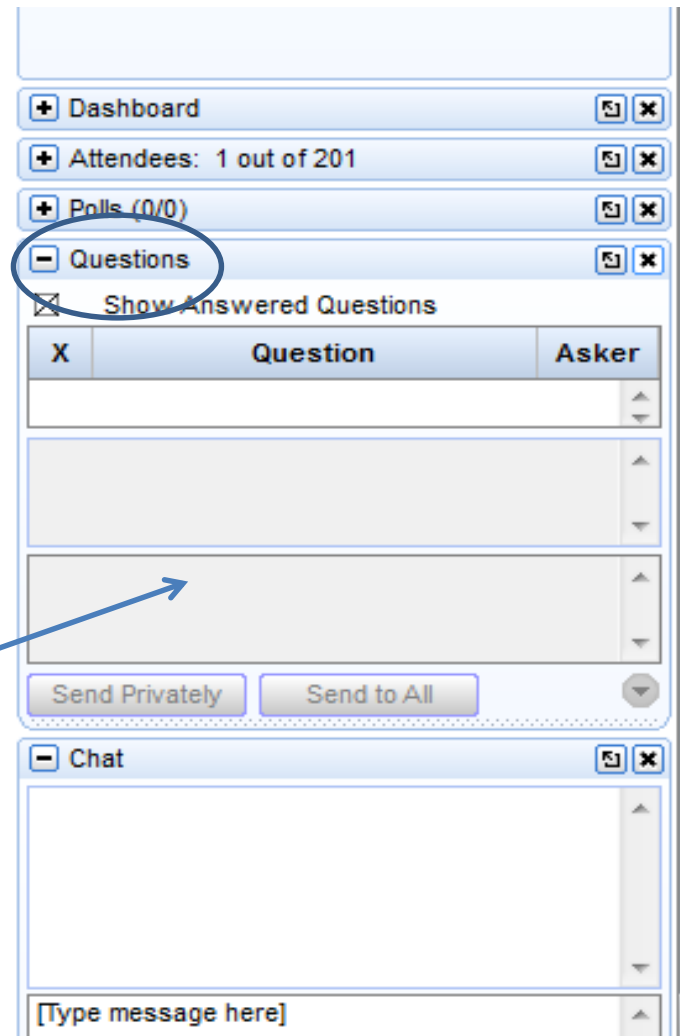 Dashboard
Attendees: 1 out of 201
Polls (0/0)
Questions
Show Answered Questions
X Question Asker
Send Privately Send to All
Chat
[Type message here]